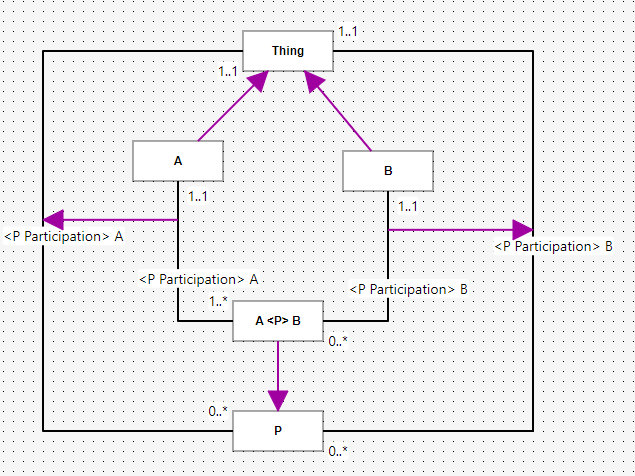 1..1
Thing
1..1
A
B
1..1
1..1
<P Participation> A
<P Participation> B
<P Participation> A
<P Participation> B
1..*
A <P> B
0..*
0..*
P
0..*